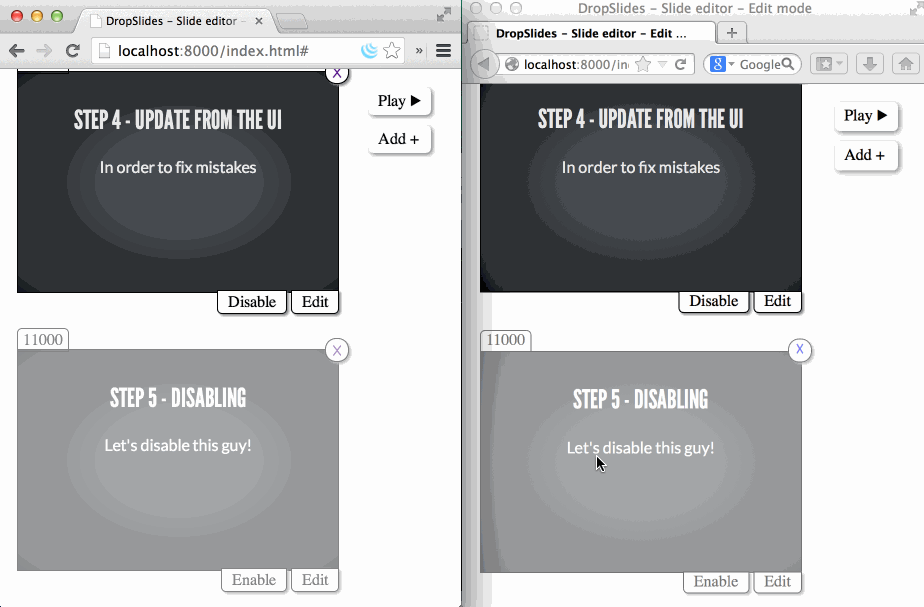 DropSlides – Slide editor –
localhost:8000/index.html#
X
STEP 4 - UPDATE FROM THE UI
In order to fix mistakes
Disable
Edit
Play
Add +
11000
X
STEP 5 - DISABLING
Let's disable this guy!
Enable
Edit
DropSlides – Slide editor – Edit mode
DropSlides – Slide editor – Edit ...
localhost:8000/in
Google
STEP 4 - UPDATE FROM THE UI
In order to fix mistakes
Disable
Edit
Play
Add +
11000
X
STEP 5 - DISABLING
Let's disable this guy!
Enable
Edit